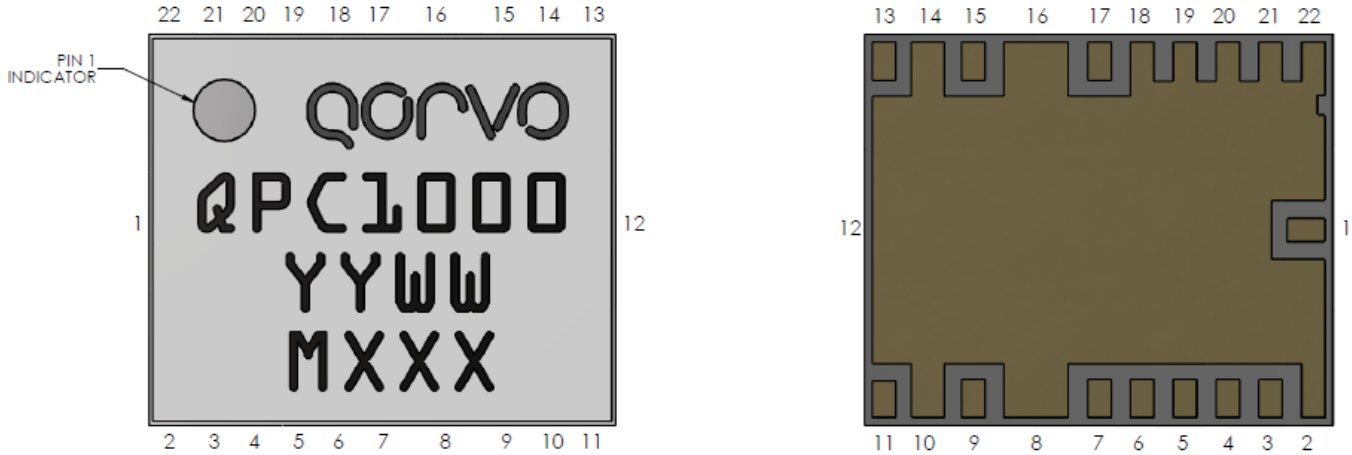 22 21 20 19 18 17 16 15 14 13
PIN 1
INDICATOR
QORVO
QPC1000
YYWW
MXXX
1
12
2 3 4 5 6 7 8 9 10 11
13 14 15 16 17 18 19 20 21 22
12
1
11 10 9 8 7 6 5 4 3 2